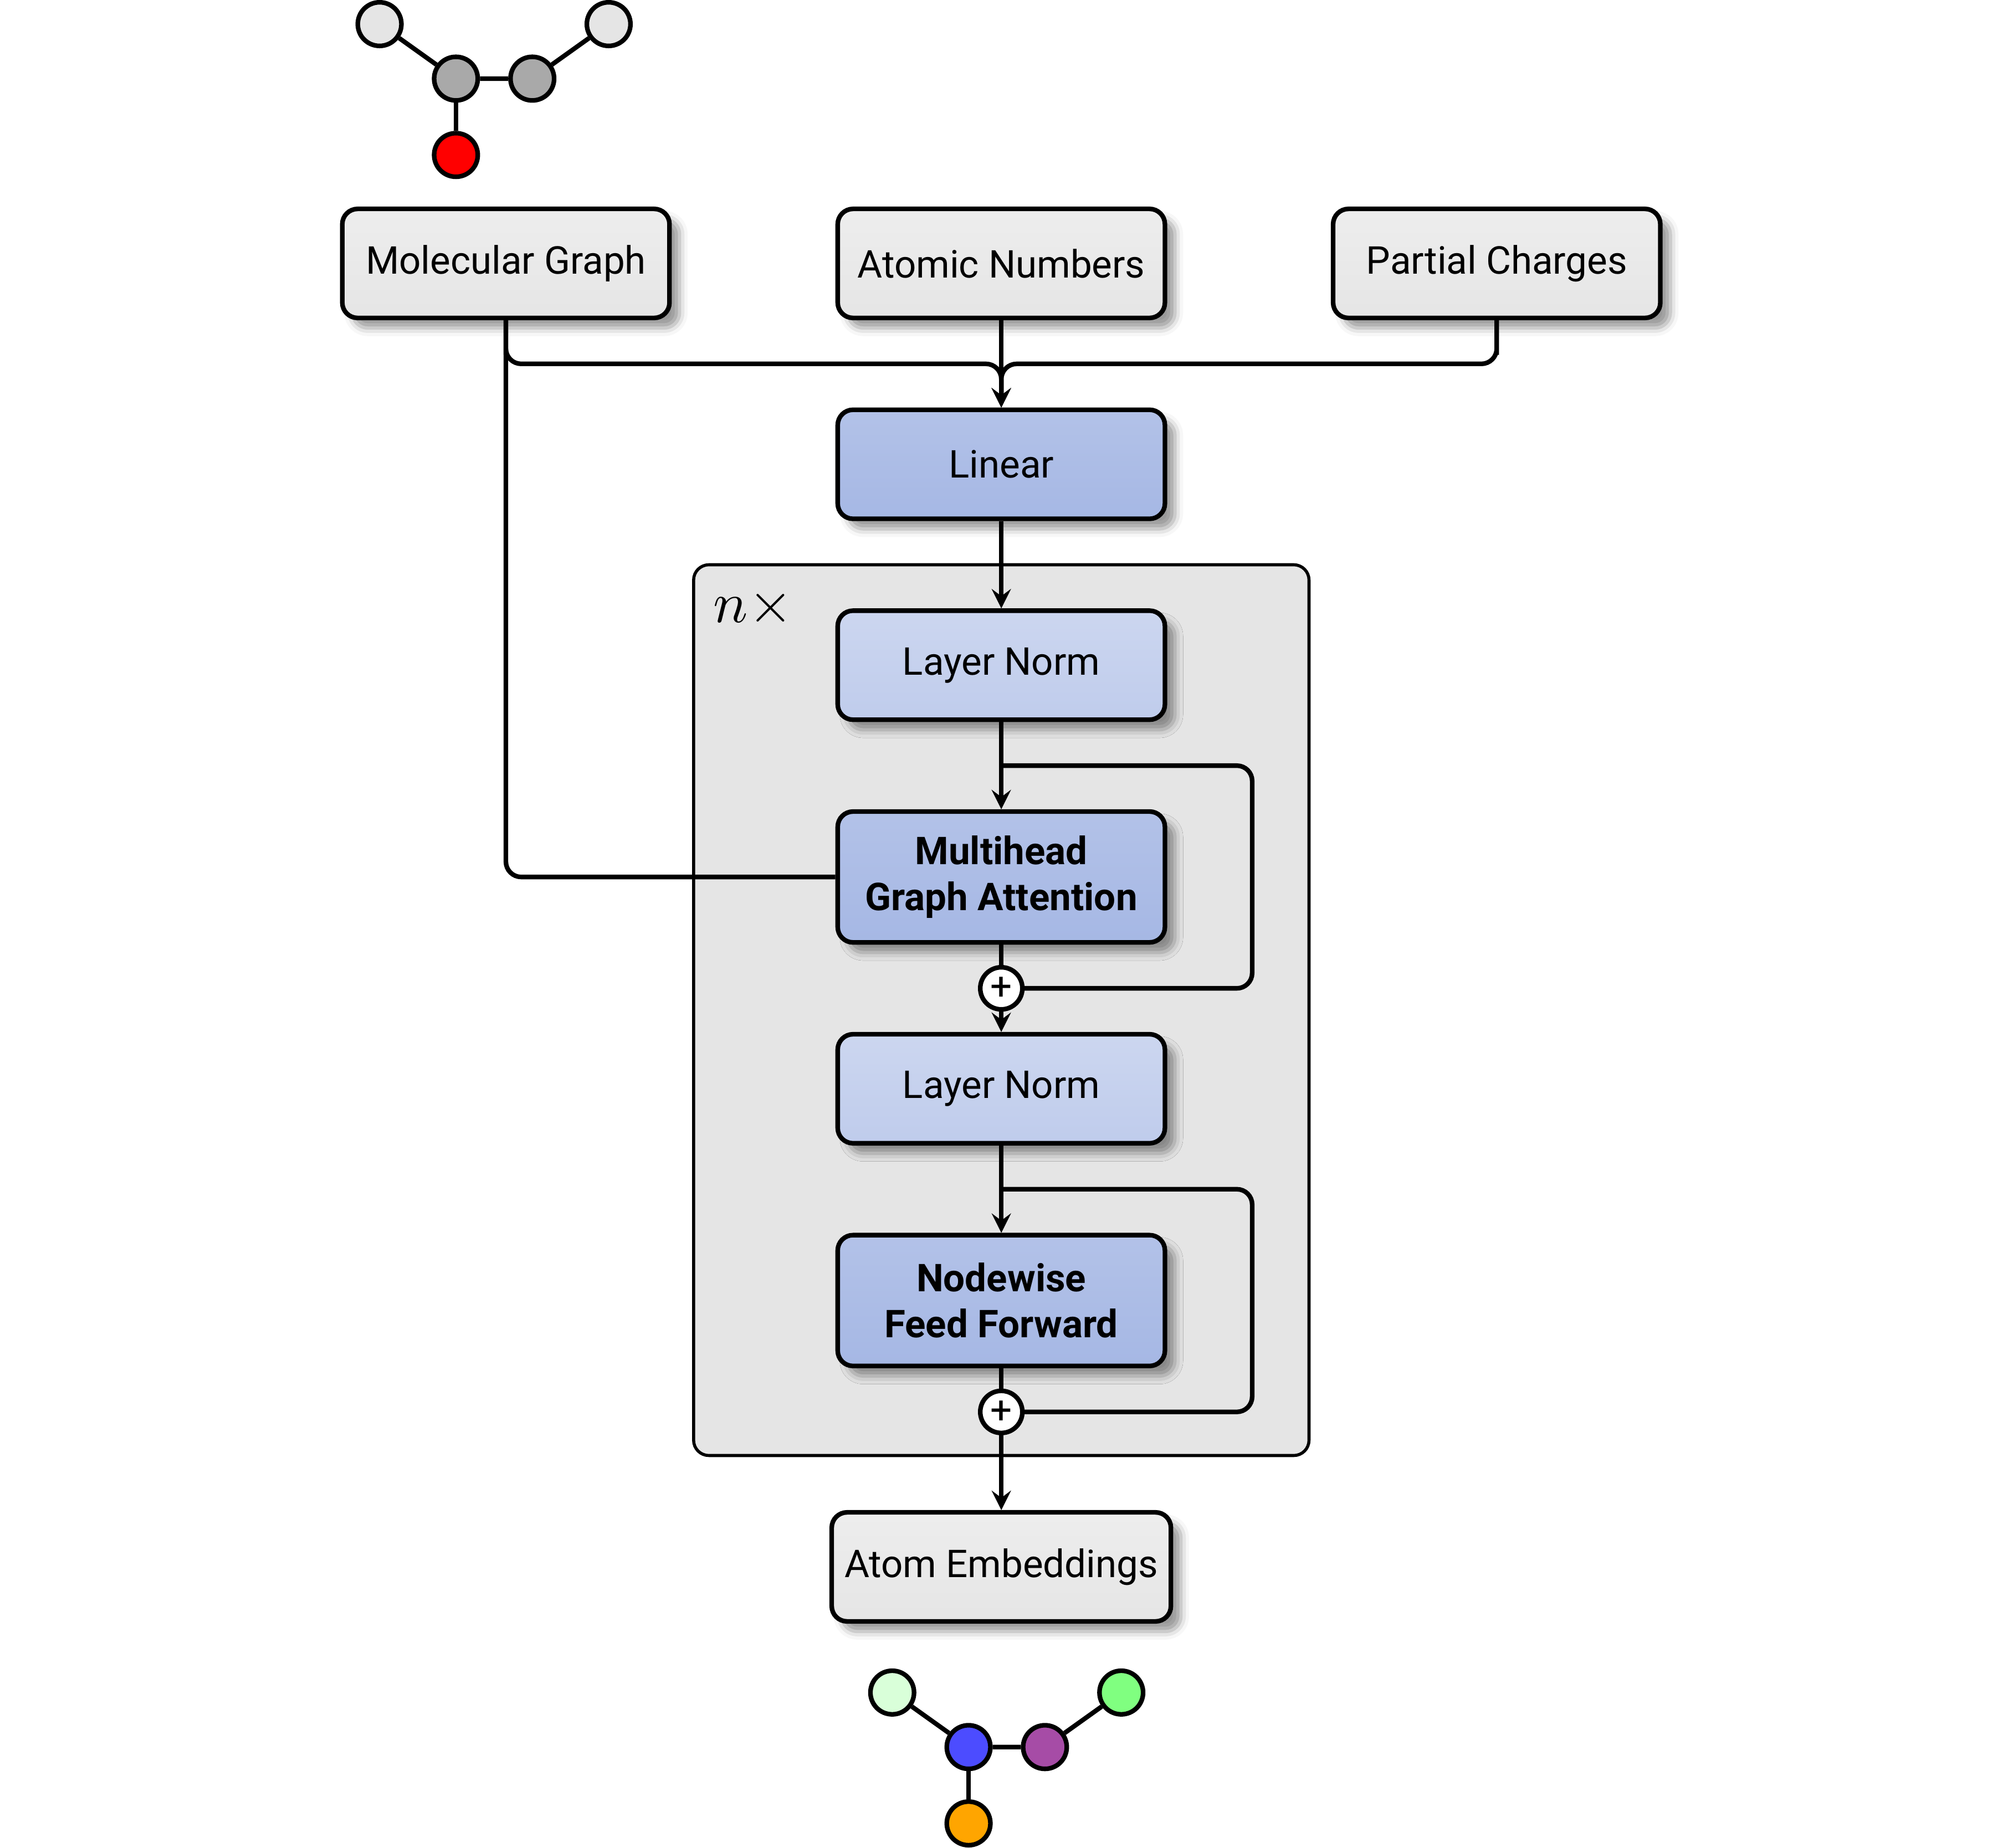 Molecular Graph
Atomic Numbers
Partial Charges
Linear
n×
Layer Norm
Multihead
Graph Attention
+
Layer Norm
Nodewise
Feed Forward
+
Atom Embeddings